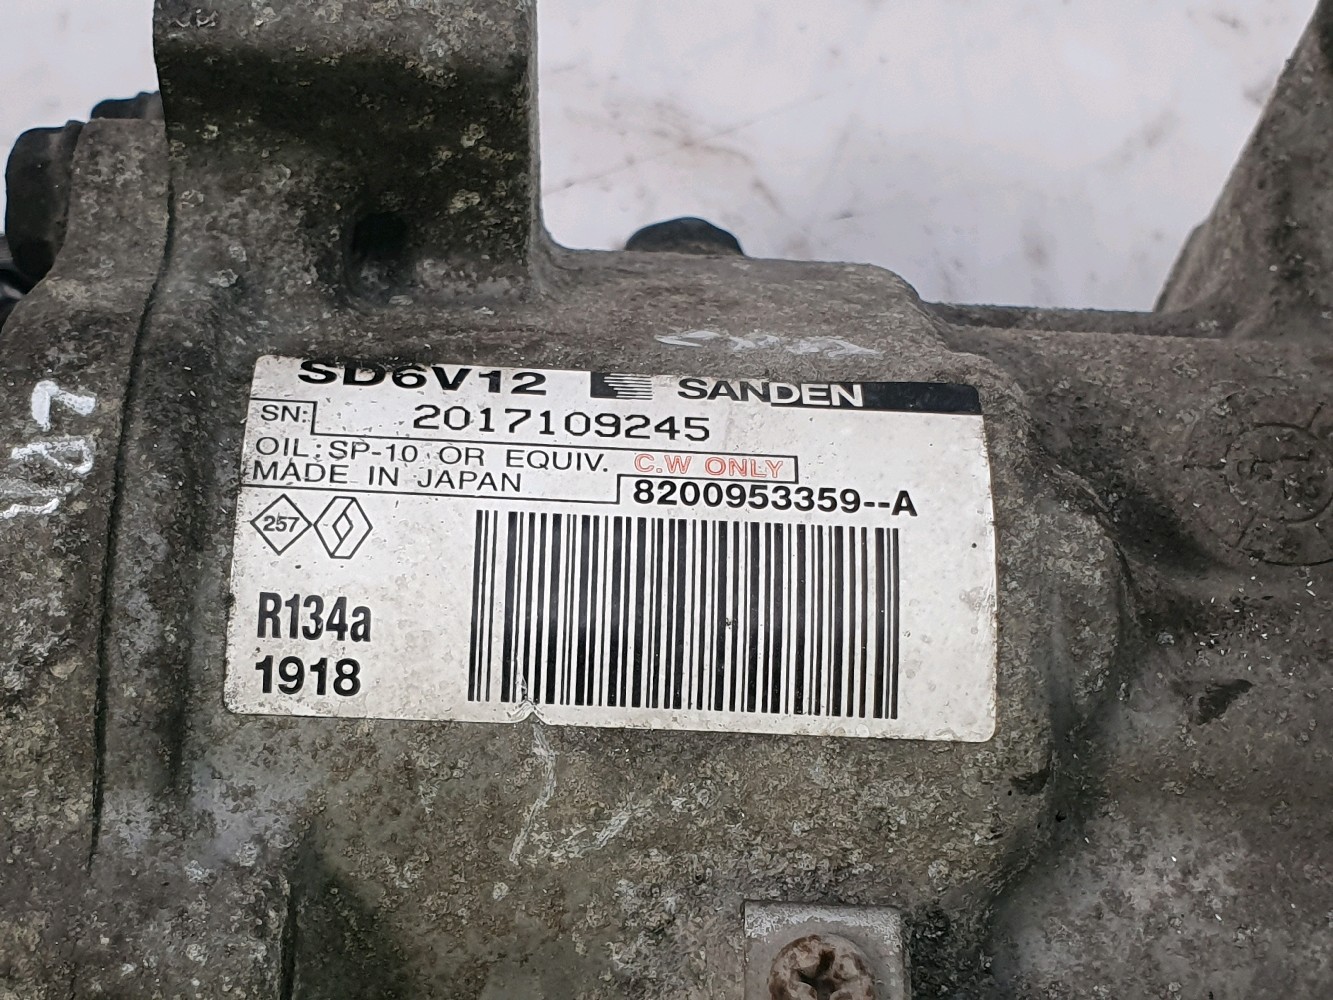 SD6V12 SANDEN
SN: 2017109245
OIL: SP-10 OR EQUIV. C.W ONLY
MADE IN JAPAN 8200953359--A
257
R134a
1918